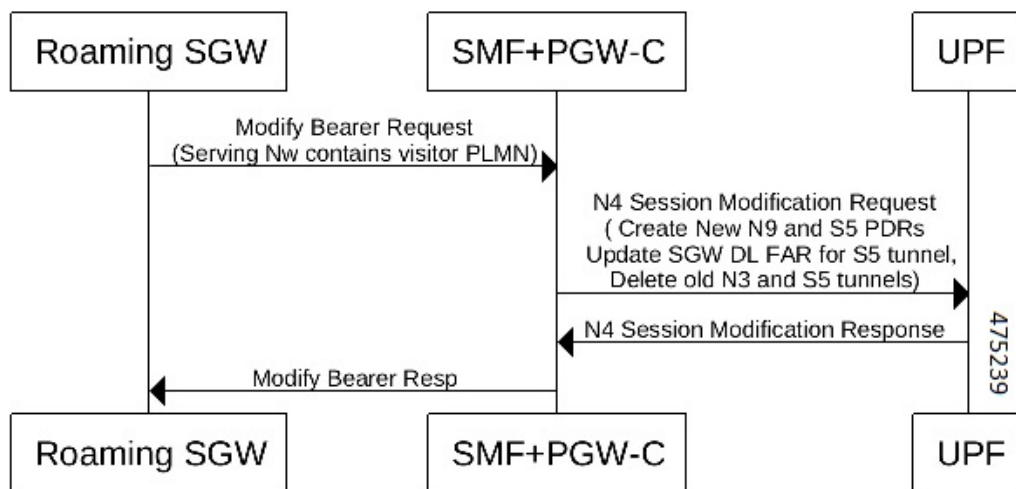 Roaming SGW
SMF+PGW-C
UPF
Modify Bearer Request
(Serving Nw contains visitor PLMN)
N4 Session Modification Request
( Create New N9 and S5 PDRs
Update SGW DL FAR for S5 tunnel,
Delete old N3 and S5 tunnels)
N4 Session Modification Response
475239
Modify Bearer Resp
Roaming SGW
SMF+PGW-C
UPF